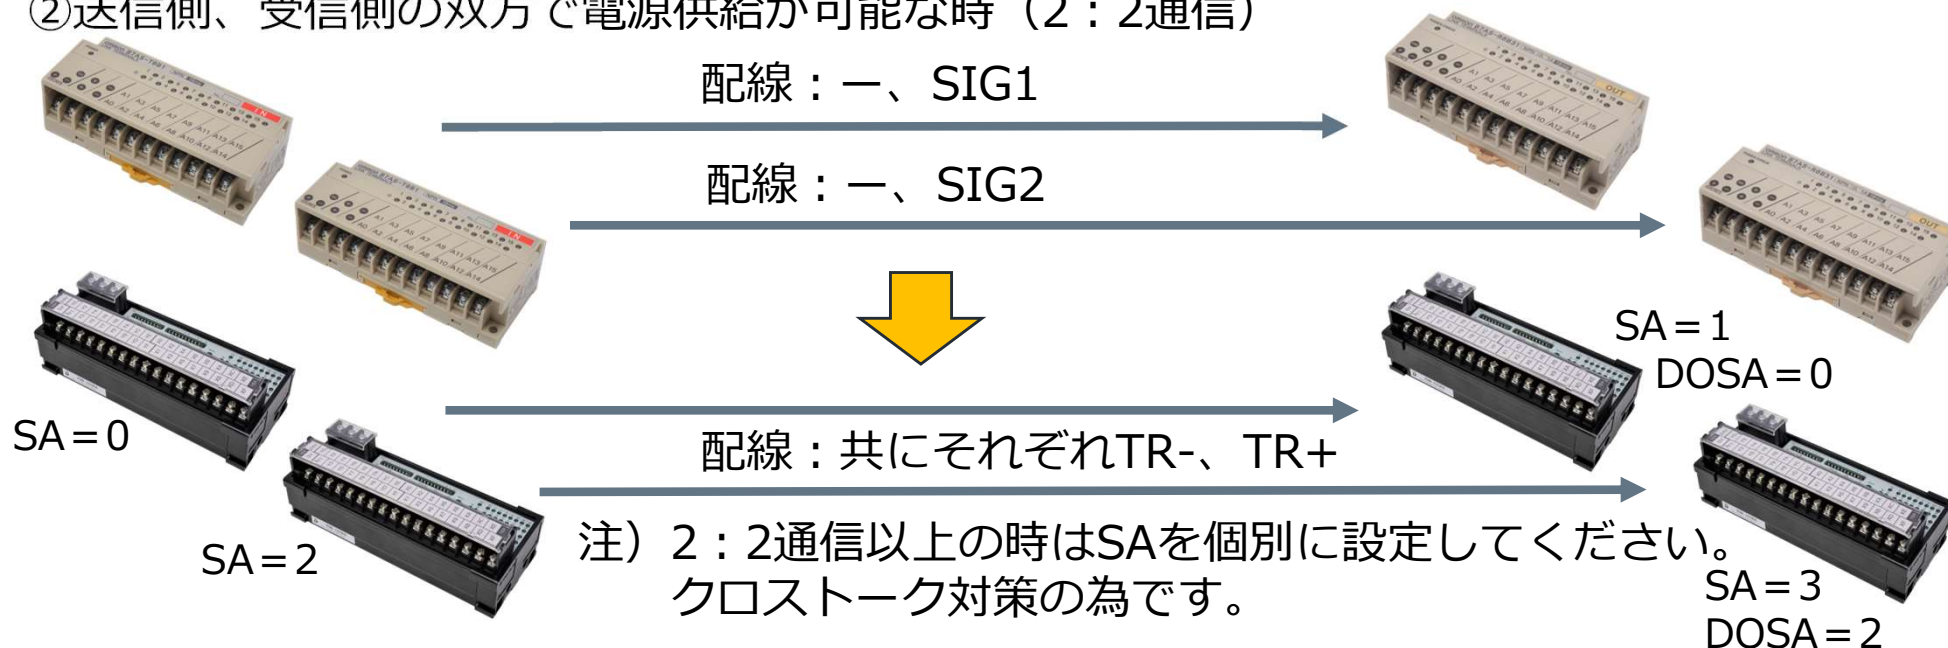 ②送信側、受信側の双方で電源供給が可能な時（2：2通信）
配線：ー、SIG1
配線：ー、SIG2
SA＝1
DOSA＝0
SA＝0
配線：共にそれぞれTR-、TR+
SA＝2
注）2：2通信以上の時はSAを個別に設定してください。
クロストーク対策の為です。
SA＝3
DOSA＝2
IN
IN
OUT
OUT